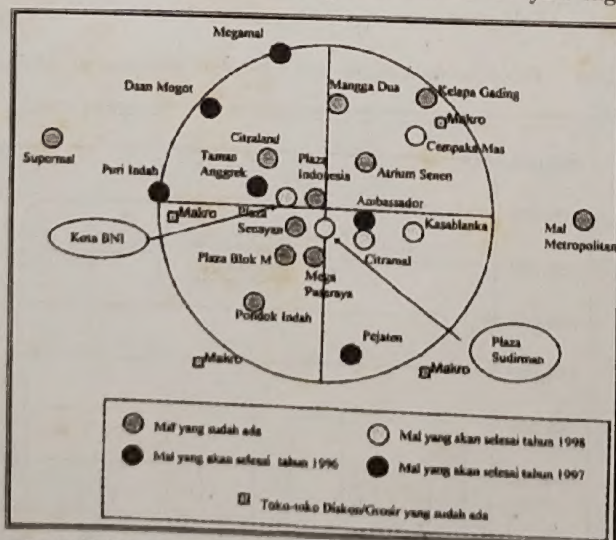 Megamal
Daan Mogot
Mangga Dua
Kelapa Gading
Makro
Cempaka Mas
Supermal
Citraland
Taman
Anggrek
Plaza
Indonesia
Atrium Senen
Puri Indah
Makro
Ambassador
Kasablanka
Mal
Metropolitan
Kota BNI
Plaza
Senayan
Citramal
Plaza Blok M
Mega
Pasaraya
Pondok Indah
Plaza
Sudirman
Makro
Pejaten
Makro
Mal yang sudah ada
Mal yang akan selesai tahun 1998
Mal yang akan selesai tahun 1996
Mal yang akan selesai tahun 1997
Toko-toko Diskon/Grosir yang sudah ada